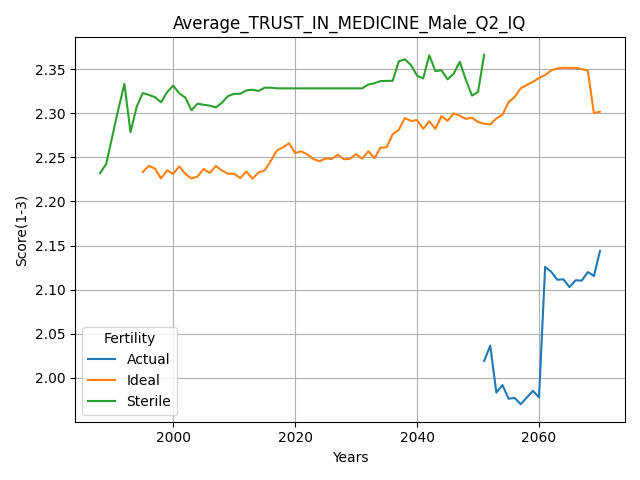 Average_TRUST_IN_MEDICINE_Male_Q2_IQ
Score(1-3)
2.35
2.30
2.25
2.20
2.15
2.10
2.05
2.00
Fertility
Actual
Ideal
Sterile
2000
2020
2040
2060
Years